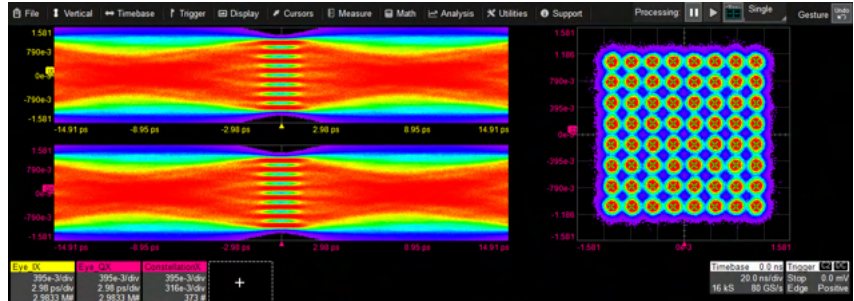 File Vertical Timebase Trigger Display Cursors Measure Math Analysis Utilities Support Processing: Single Gesture Undo
1.581
790e-3
0e-3
-790e-3
-1.581
-14.91 ps -8.95 ps -2.98 ps 2.98 ps 8.95 ps 14.91 ps
1.581
790e-3
0e-3
-790e-3
-1.581
-14.91 ps -8.95 ps -2.98 ps 2.98 ps 8.95 ps 14.91 ps
1.581
1.186
790e-3
395e-3
0e-3
-395e-3
-790e-3
-1.186
-1.581
-1.581 0e-3 1.581
Eye_IX Eye_QX ConstellationX
395e-3/div 395e-3/div 395e-3/div
2.98 ps/div 2.98 ps/div 316e-3/div
2.9833 M# 2.9833 M# 373 #
+
Timebase 0.0 ns Trigger
20.0 ns/div Stop 0.0 mV
16 kS 80 GS/s Edge Positive